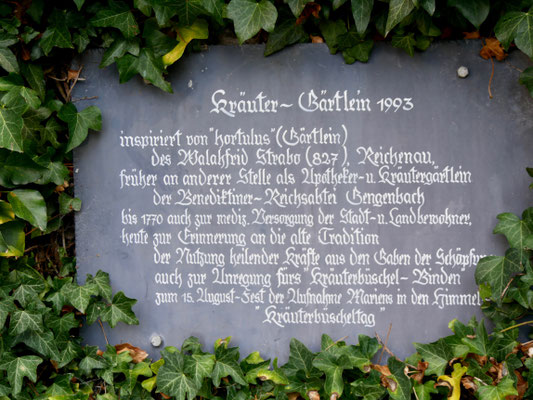 Kräuter-Gärtlein 1993
inspiriert von "hortulus" (Gärtlein)
des Walahfrid Strabo (827), Reichenau,
früher an anderer Stelle als Apotheker-u. Kräutergärtlein
der Benediktiner-Reichsabtei Gengenbach
bis 1770 auch zur mediz. Versorgung der Stadt-u. Landbewohner,
heute zur Erinnerung an die alte Tradition
der Nutzung heilender Kräfte aus den Gaben der Schöpfun
auch zur Anregung fürs "Kräuterbüschel-Binden
zum 15. August-Fest der Aufnahme Mariens in den Himmel
"Kräuterbüscheltag"